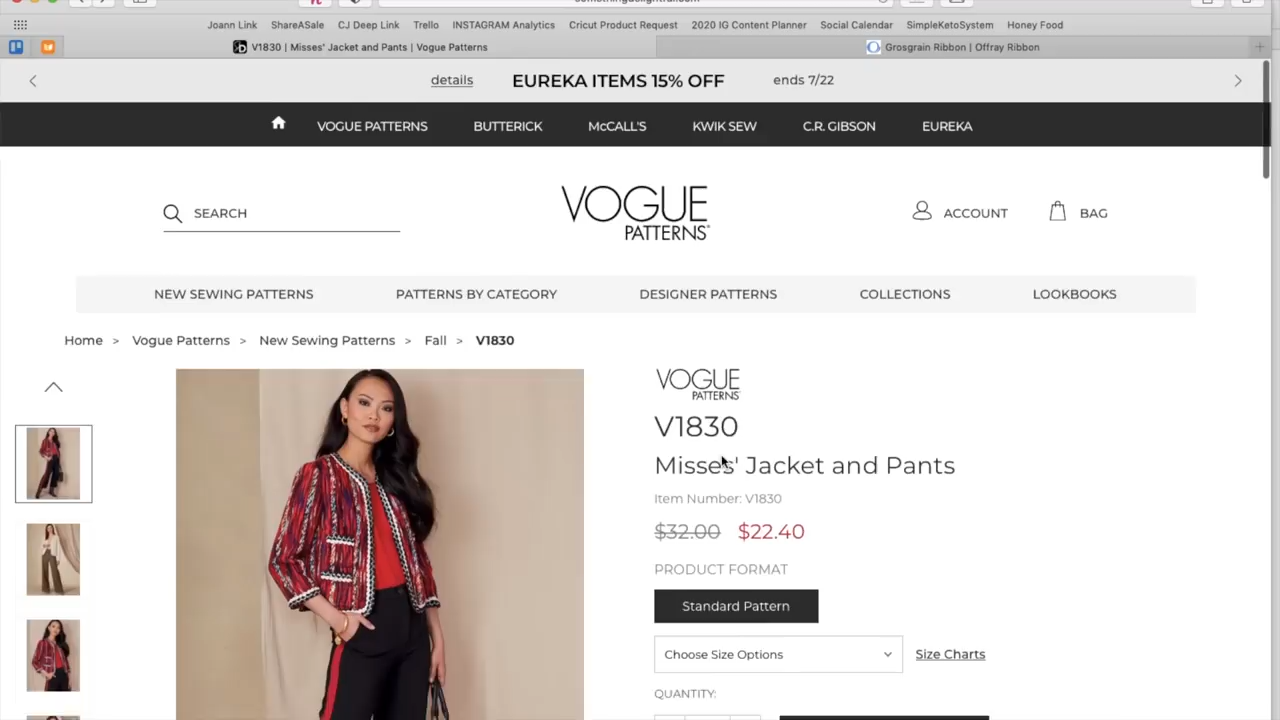 Joann Link ShareASale CJ Deep Link Trello INSTAGRAM Analytics Cricut Product Request 2020 IG Content Planner Social Calendar SimpleKetoSystem Honey Food
V1830 | Misses' Jacket and Pants | Vogue Patterns Grosgrain Ribbon | Offray Ribbon
details EUREKA ITEMS 15% OFF ends 7/22
VOGUE PATTERNS BUTTERICK McCALL'S KWIK SEW C.R. GIBSON EUREKA
SEARCH
VOGUE
PATTERNS
ACCOUNT BAG
NEW SEWING PATTERNS PATTERNS BY CATEGORY DESIGNER PATTERNS COLLECTIONS LOOKBOOKS
Home > Vogue Patterns > New Sewing Patterns > Fall > V1830
VOGUE
PATTERNS
V1830
Misses' Jacket and Pants
Item Number: V1830
$32.00 $22.40
PRODUCT FORMAT
Standard Pattern
Choose Size Options Size Charts
QUANTITY: